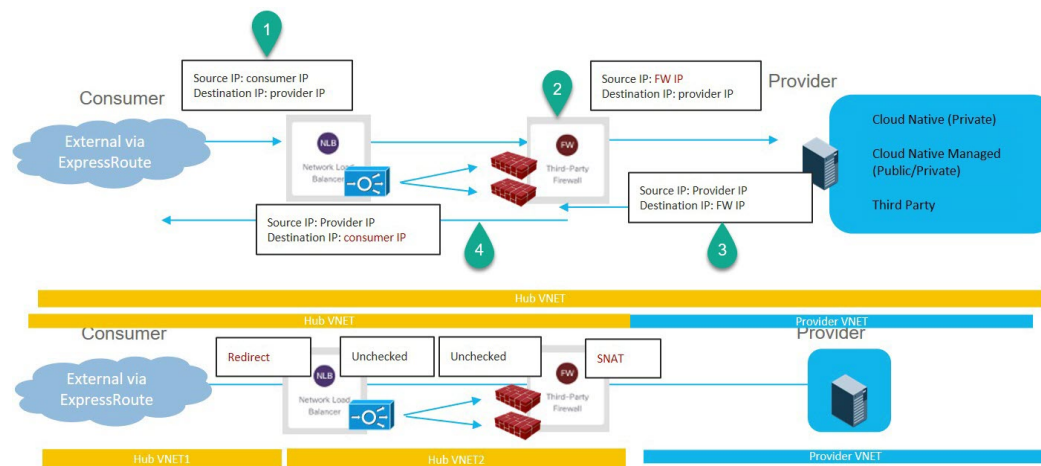 1
Source IP: consumer IP
Destination IP: provider IP
Consumer
2
Source IP: FW IP
Destination IP: provider IP
Provider
External via
ExpressRoute
NLB
Network Load
Balancer
FW
Third-Party
Firewall
Cloud Native (Private)
Cloud Native Managed
(Public/Private)
Third Party
Source IP: Provider IP
Destination IP: FW IP
Source IP: Provider IP
Destination IP: consumer IP
4
3
Hub VNET
Hub VNET
Provider VNET
Consumer
Provider
Redirect
Unchecked
Unchecked
SNAT
External via
ExpressRoute
NLB
Network Load
Balancer
FW
Third-Party
Firewall
Hub VNET1
Hub VNET2
Provider VNET